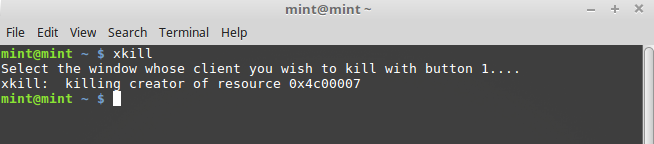 mint@mint ~
File Edit View Search Terminal Help
mint@mint ~ $ xkill
Select the window whose client you wish to kill with button 1....
xkill:  killing creator of resource 0x4c00007
mint@mint ~ $